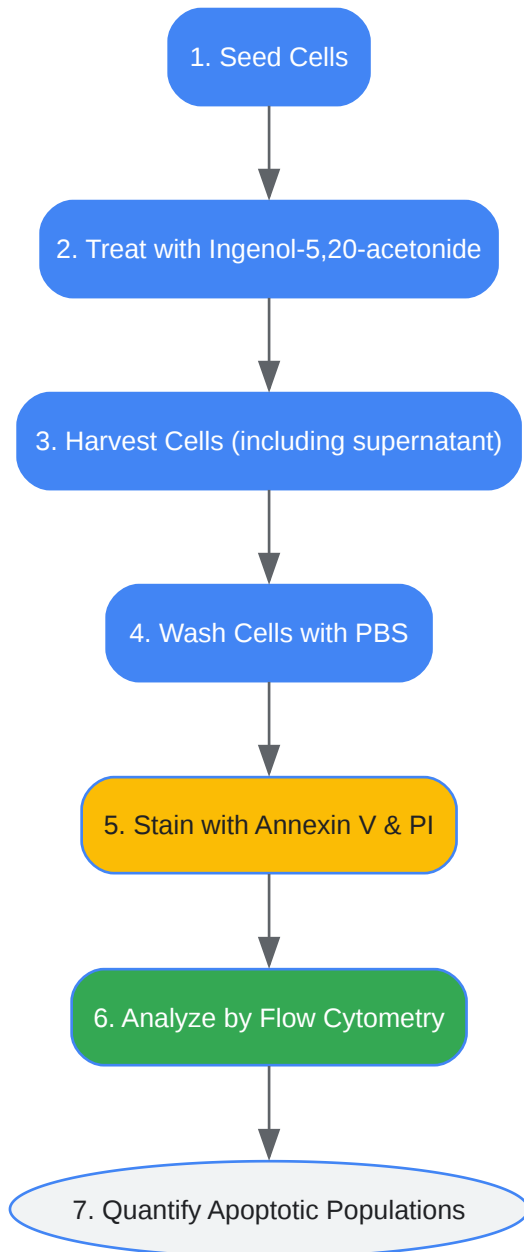 1. Seed Cells
2. Treat with Ingenol-5,20-acetonide
3. Harvest Cells (including supernatant)
4. Wash Cells with PBS
5. Stain with Annexin V & PI
6. Analyze by Flow Cytometry
7. Quantify Apoptotic Populations